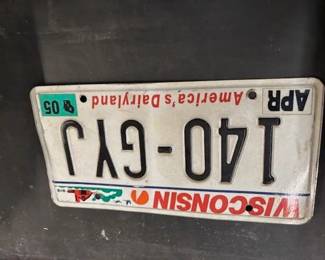 WISCONSIN
140-GYJ
America's Dairyland
APR 05